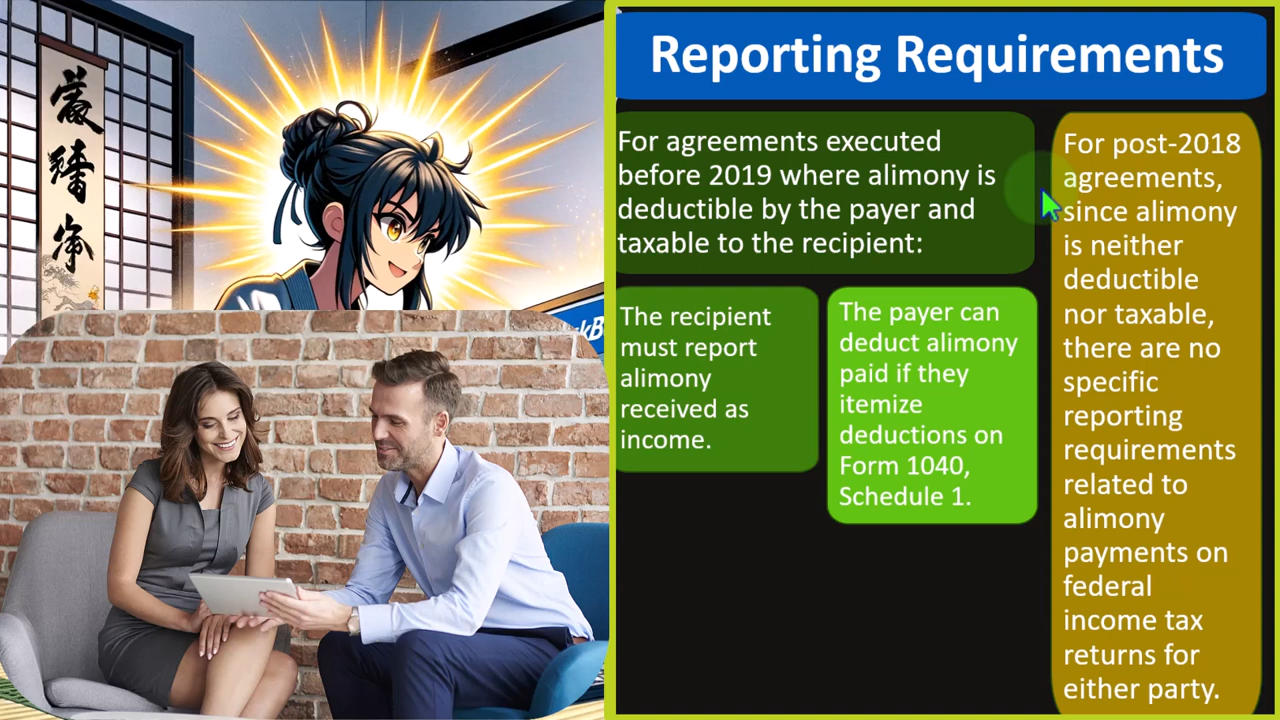 Reporting Requirements
For agreements executed
before 2019 where alimony is
deductible by the payer and
taxable to the recipient:
The recipient
must report
alimony
received as
income.
The payer can
deduct alimony
paid if they
itemize
deductions on
Form 1040,
Schedule 1.
For post-2018
agreements,
since alimony
is neither
deductible
nor taxable,
there are no
specific
reporting
requirements
related to
alimony
payments on
federal
income tax
returns for
either party.